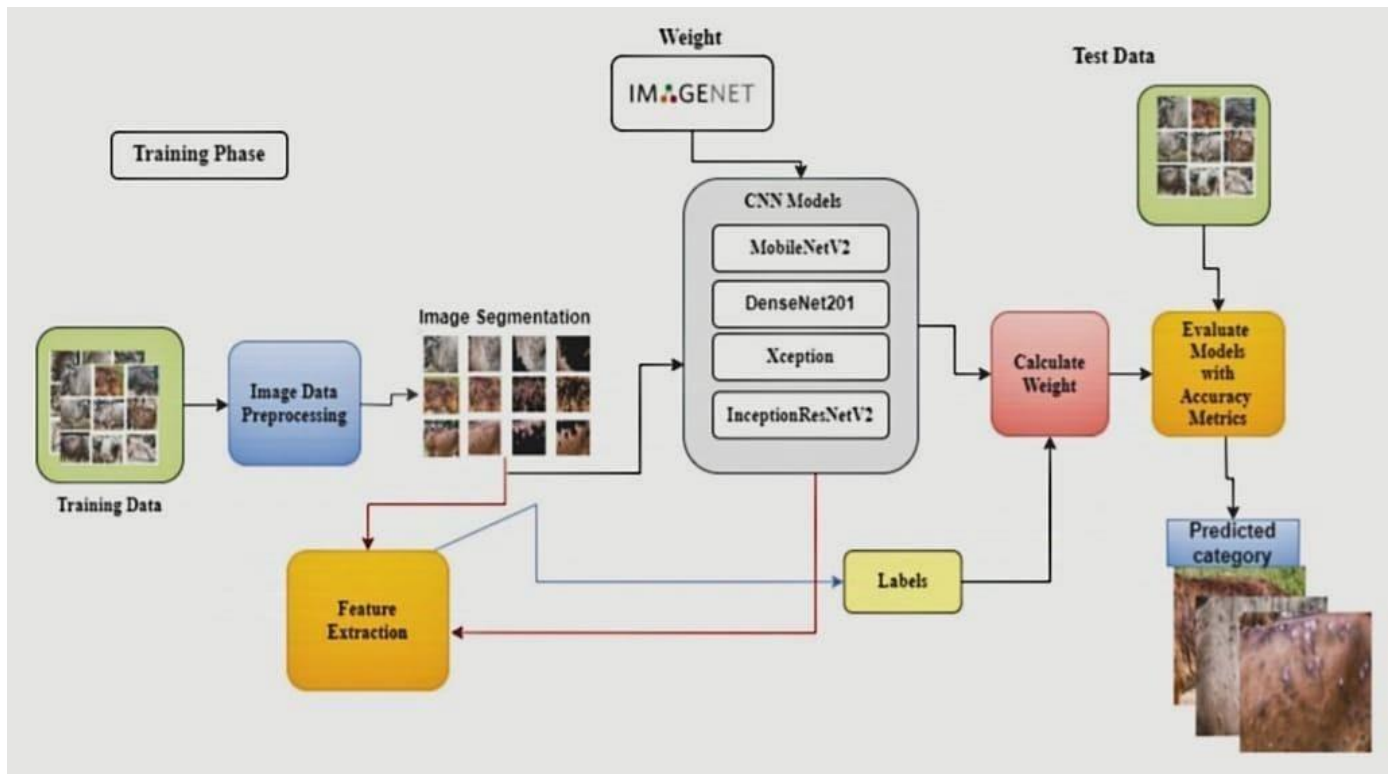 Weight
IMAGENET
Test Data
Training Phase
CNN Models
MobileNetV2
DenseNet201
Xception
InceptionResNetV2
Image Segmentation
Image Data
Preprocessing
Training Data
Calculate
Weight
Evaluate
Models
with
Accuracy
Metrics
Predicted
category
Feature
Extraction
Labels